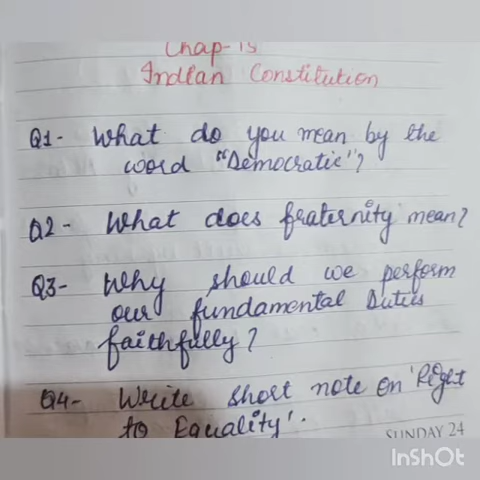 Chap-15
Indian Constitution
Q1- What do you mean by the
word "Democratic"?
Q2- What does fraternity mean?
Q3- Why should we perform
our fundamental Duties
faithfully?
Q4- Write short note on 'Right
to Equality'.
SUNDAY 24
InShOt